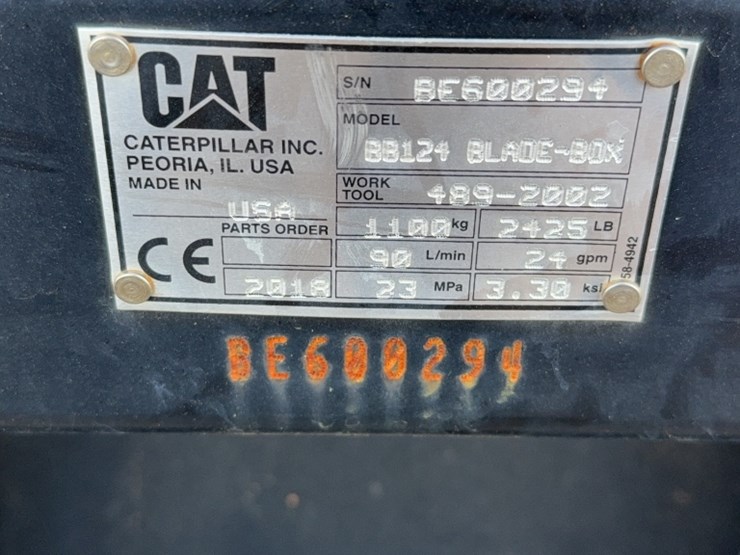 CAT
CATERPILLAR INC.
PEORIA, IL. USA
MADE IN
USA
PARTS ORDER
CE
2018
S/N BE600294
MODEL
BB124 BLADE-BOX
WORK TOOL 489-2002
1100 kg 2425 LB
90 L/min 24 gpm
23 MPa 3.30 ksi
58-4942
BE600294